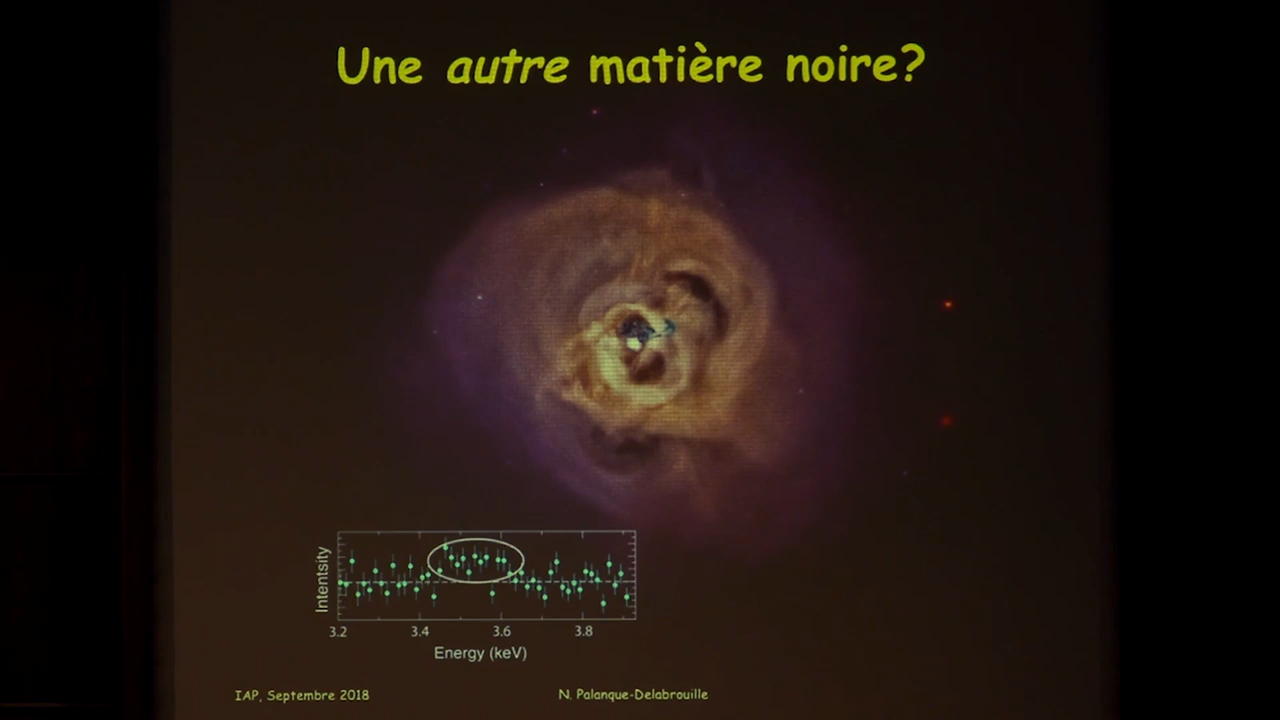 Une autre matière noire?
Intentsity
3.2 3.4 3.6 3.8
Energy (keV)
IAP, Septembre 2018 N. Palanque-Delabrouille